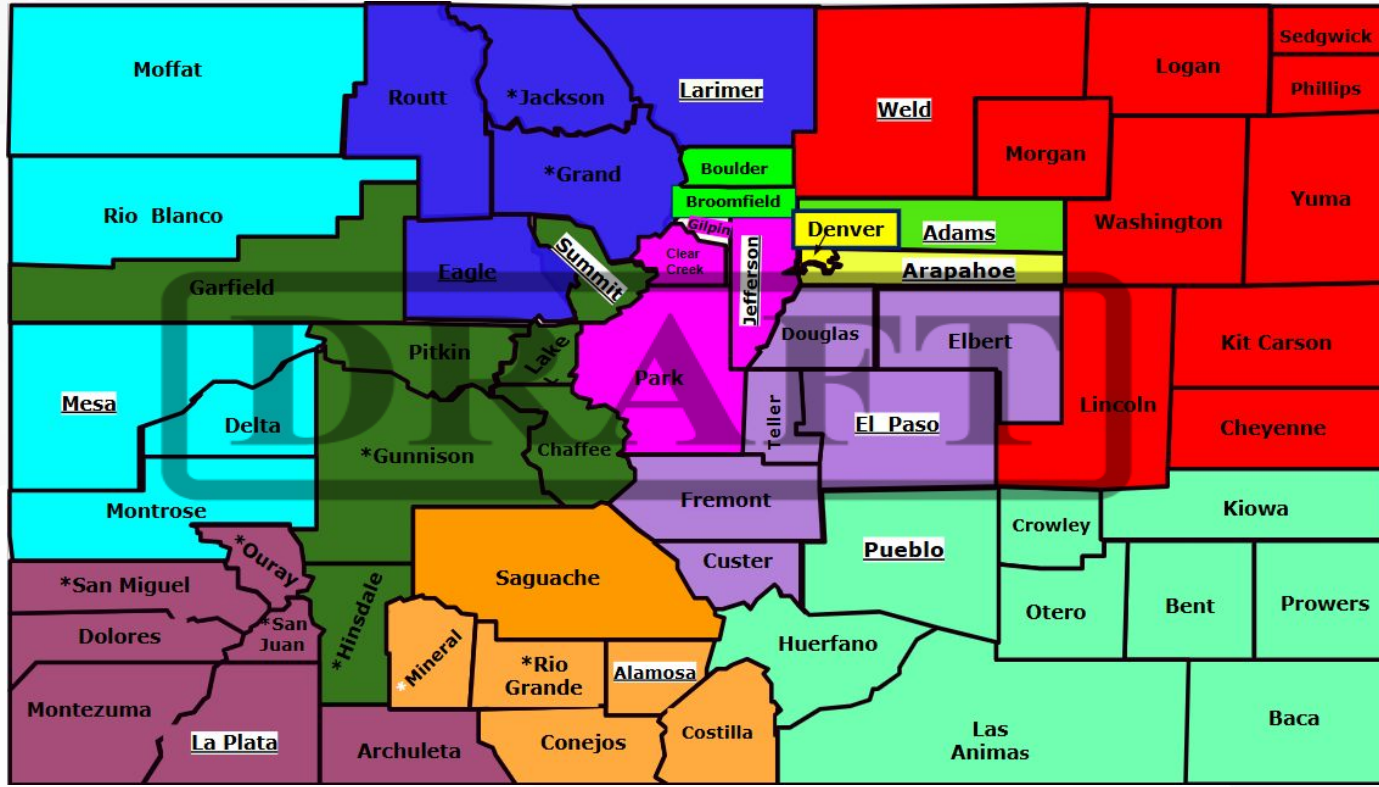 Moffat
Routt
*Jackson
Larimer
Weld
Logan
Sedgwick
Phillips
Rio Blanco
*Grand
Boulder
Broomfield
Morgan
Washington
Yuma
Garfield
Eagle
Summit
Gilpin
Clear
Creek
Jefferson
Denver
Adams
Arapahoe
Mesa
Delta
Pitkin
Lake
Park
Douglas
Elbert
Kit Carson
Lincoln
Cheyenne
*Gunnison
Chaffee
Teller
El Paso
Montrose
Fremont
Crowley
Kiowa
*Ouray
*San Miguel
Saguache
Custer
Pueblo
Otero
Bent
Prowers
Dolores
*San
Juan
*Hinsdale
*Mineral
*Rio
Grande
Alamosa
Huerfano
Montezuma
La Plata
Archuleta
Conejos
Costilla
Las
Animas
Baca
DRAFT